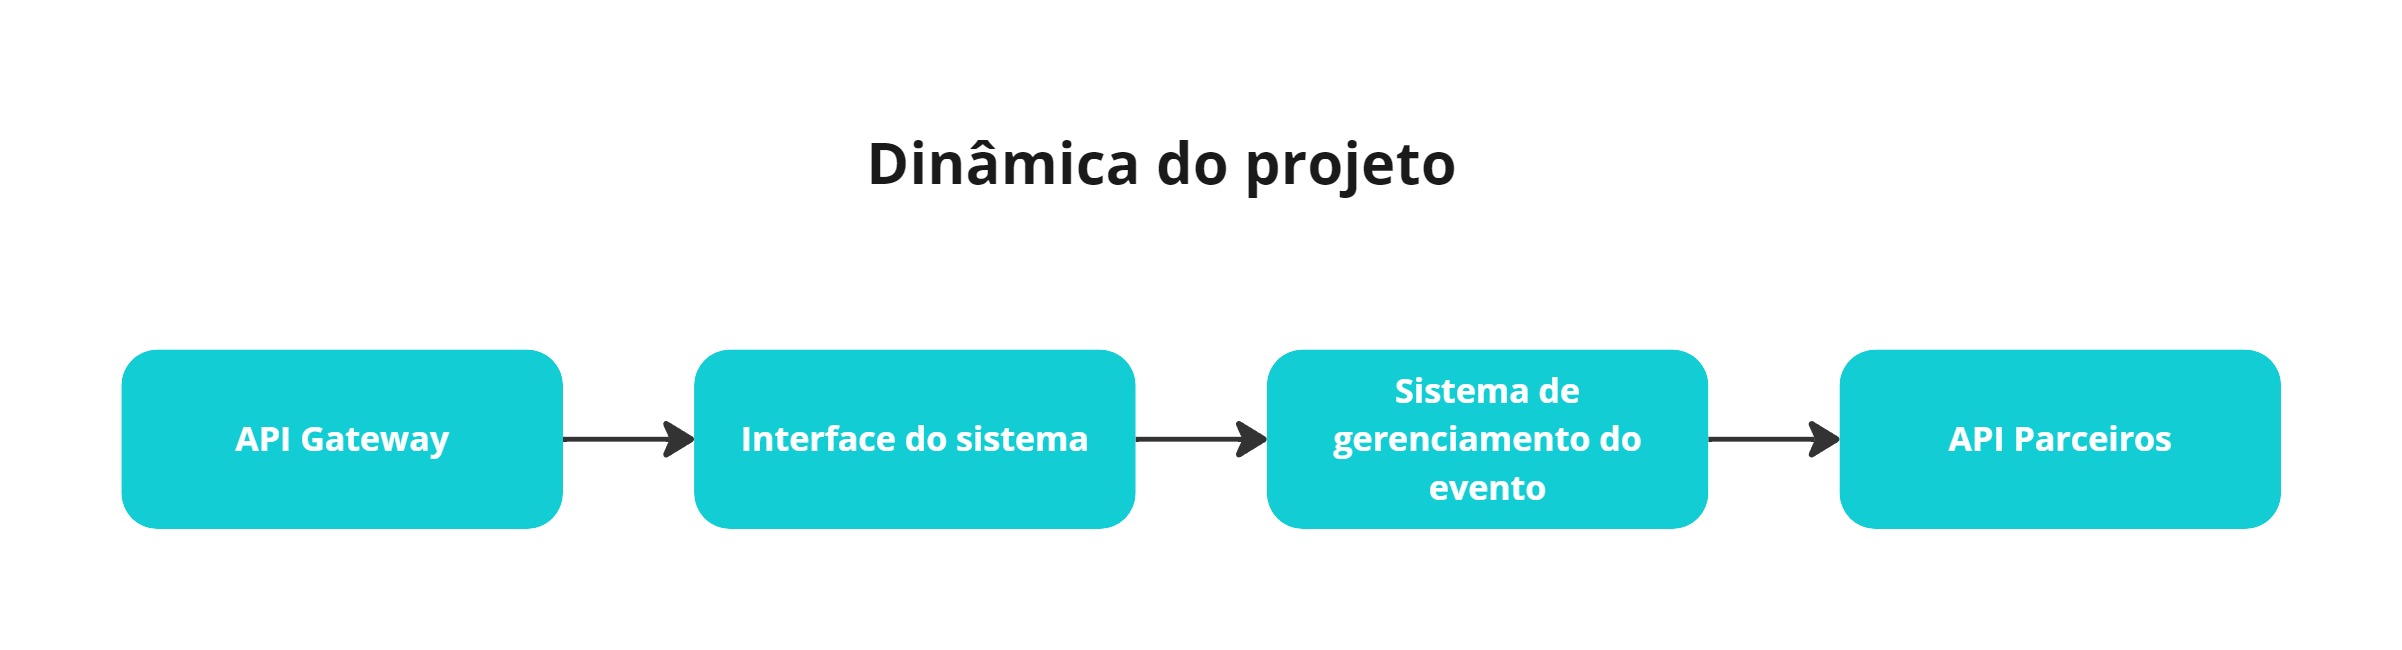 Dinâmica do projeto
API Gateway
Interface do sistema
Sistema de
gerenciamento do
evento
API Parceiros